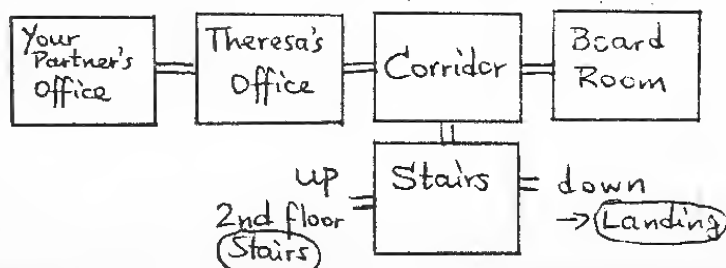 Your
Partner's
Office
Theresa's
Office
Corridor
Board
Room
Stairs
up
2nd floor
Stairs
down
→ Landing